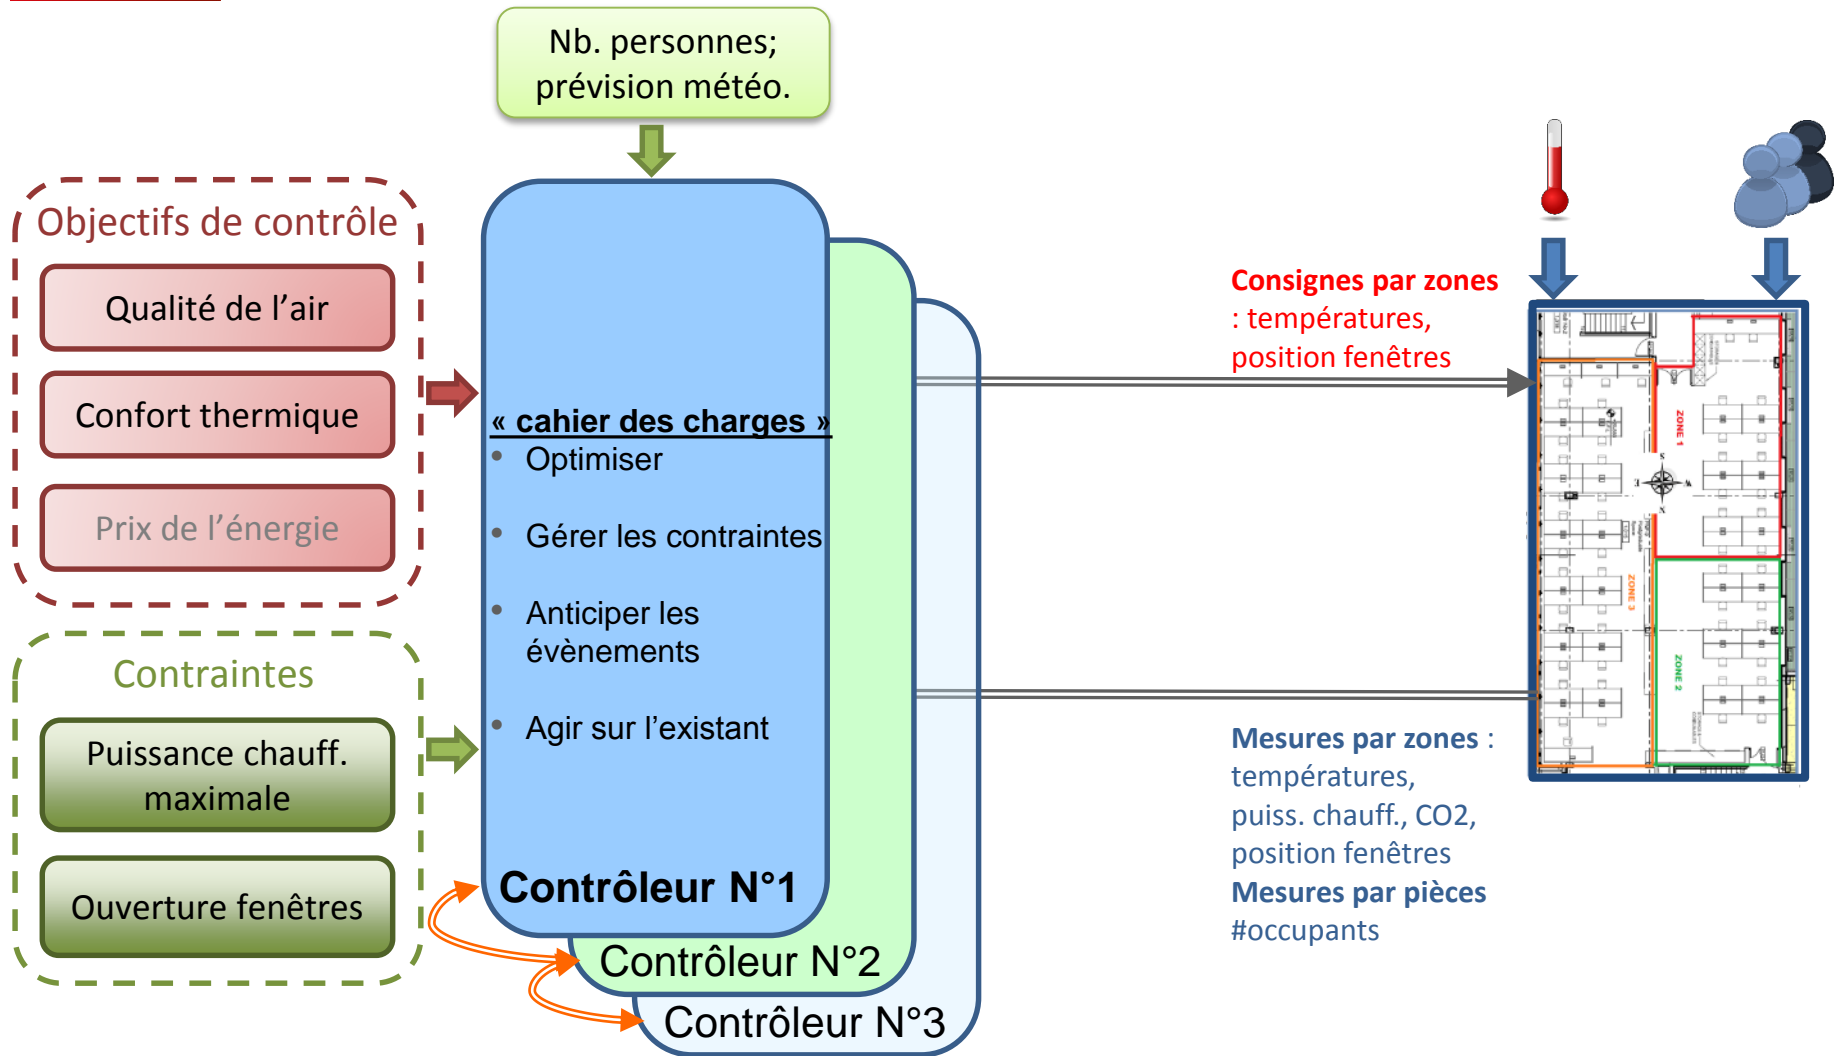 Nb. personnes;
prévision météo.
Objectifs de contrôle
Qualité de l’air
Confort thermique
Prix de l’énergie
Contraintes
Puissance chauff.
maximale
Ouverture fenêtres
« cahier des charges »
• Optimiser
• Gérer les contraintes
• Anticiper les
évènements
• Agir sur l’existant
Contrôleur N°1
Contrôleur N°2
Contrôleur N°3
Consignes par zones
: températures,
position fenêtres
Mesures par zones :
températures,
puiss. chauff., CO2,
position fenêtres
Mesures par pièces
#occupants
ZONE 1
ZONE 3
ZONE 2
S
E
W
N